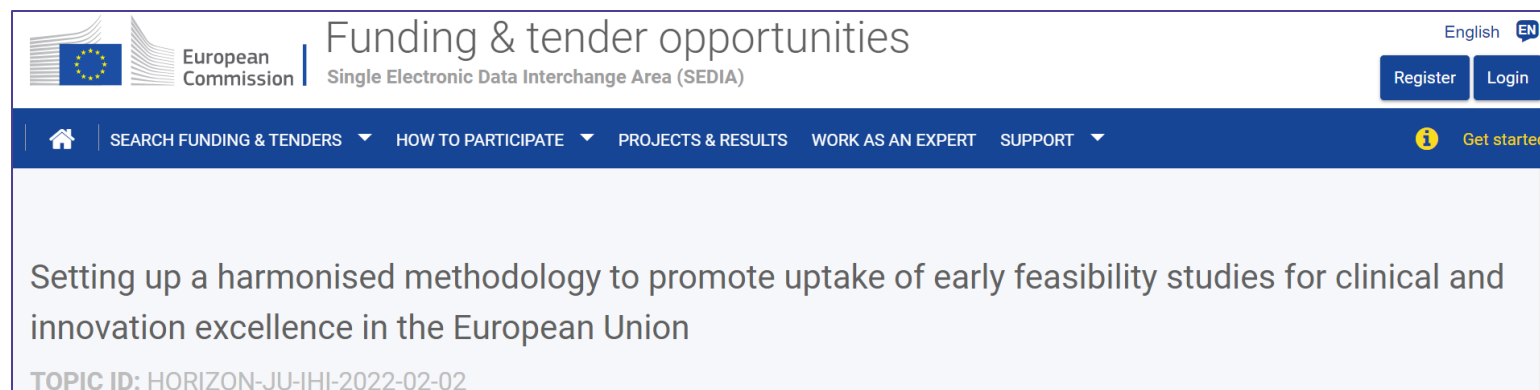 European
Commission
Funding & tender opportunities
Single Electronic Data Interchange Area (SEDIA)
English EN
Register Login
SEARCH FUNDING & TENDERS HOW TO PARTICIPATE PROJECTS & RESULTS WORK AS AN EXPERT SUPPORT Get started
Setting up a harmonised methodology to promote uptake of early feasibility studies for clinical and
innovation excellence in the European Union
TOPIC ID: HORIZON-JU-IHI-2022-02-02